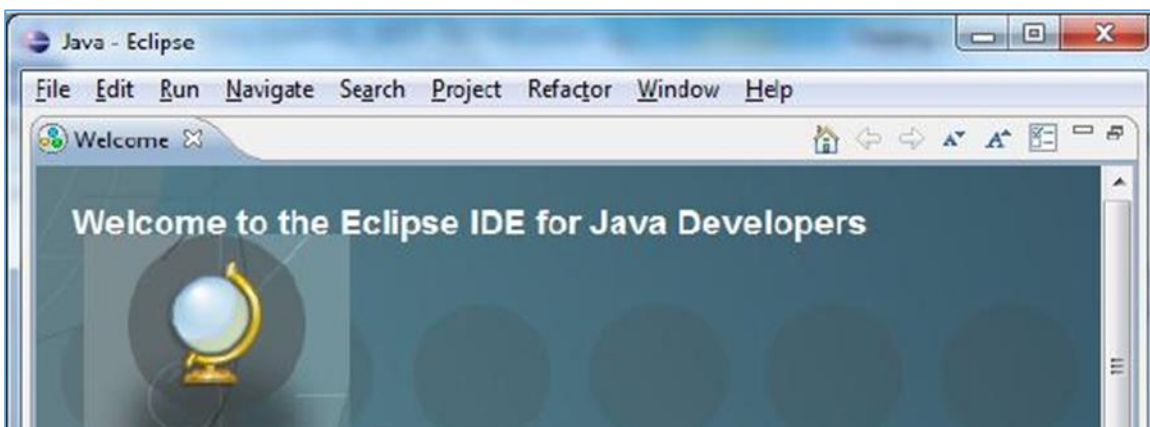 Java - Eclipse
File Edit Run Navigate Search Project Refactor Window Help
Welcome
Welcome to the Eclipse IDE for Java Developers